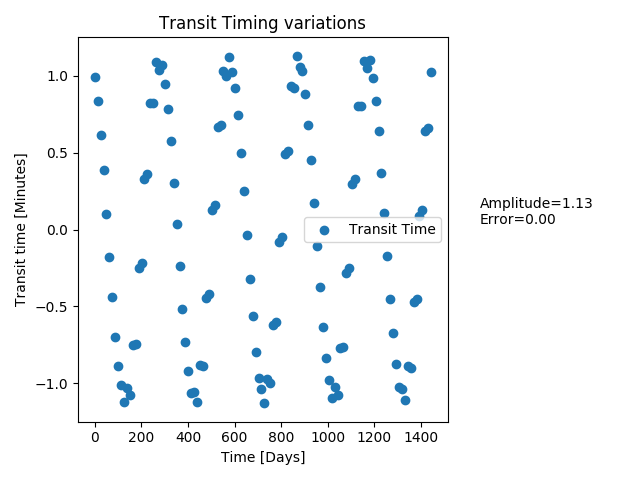 Transit Timing variations
Transit time [Minutes]
1.0
0.5
0.0
−0.5
−1.0
Transit Time
Amplitude=1.13
Error=0.00
0 200 400 600 800 1000 1200 1400
Time [Days]